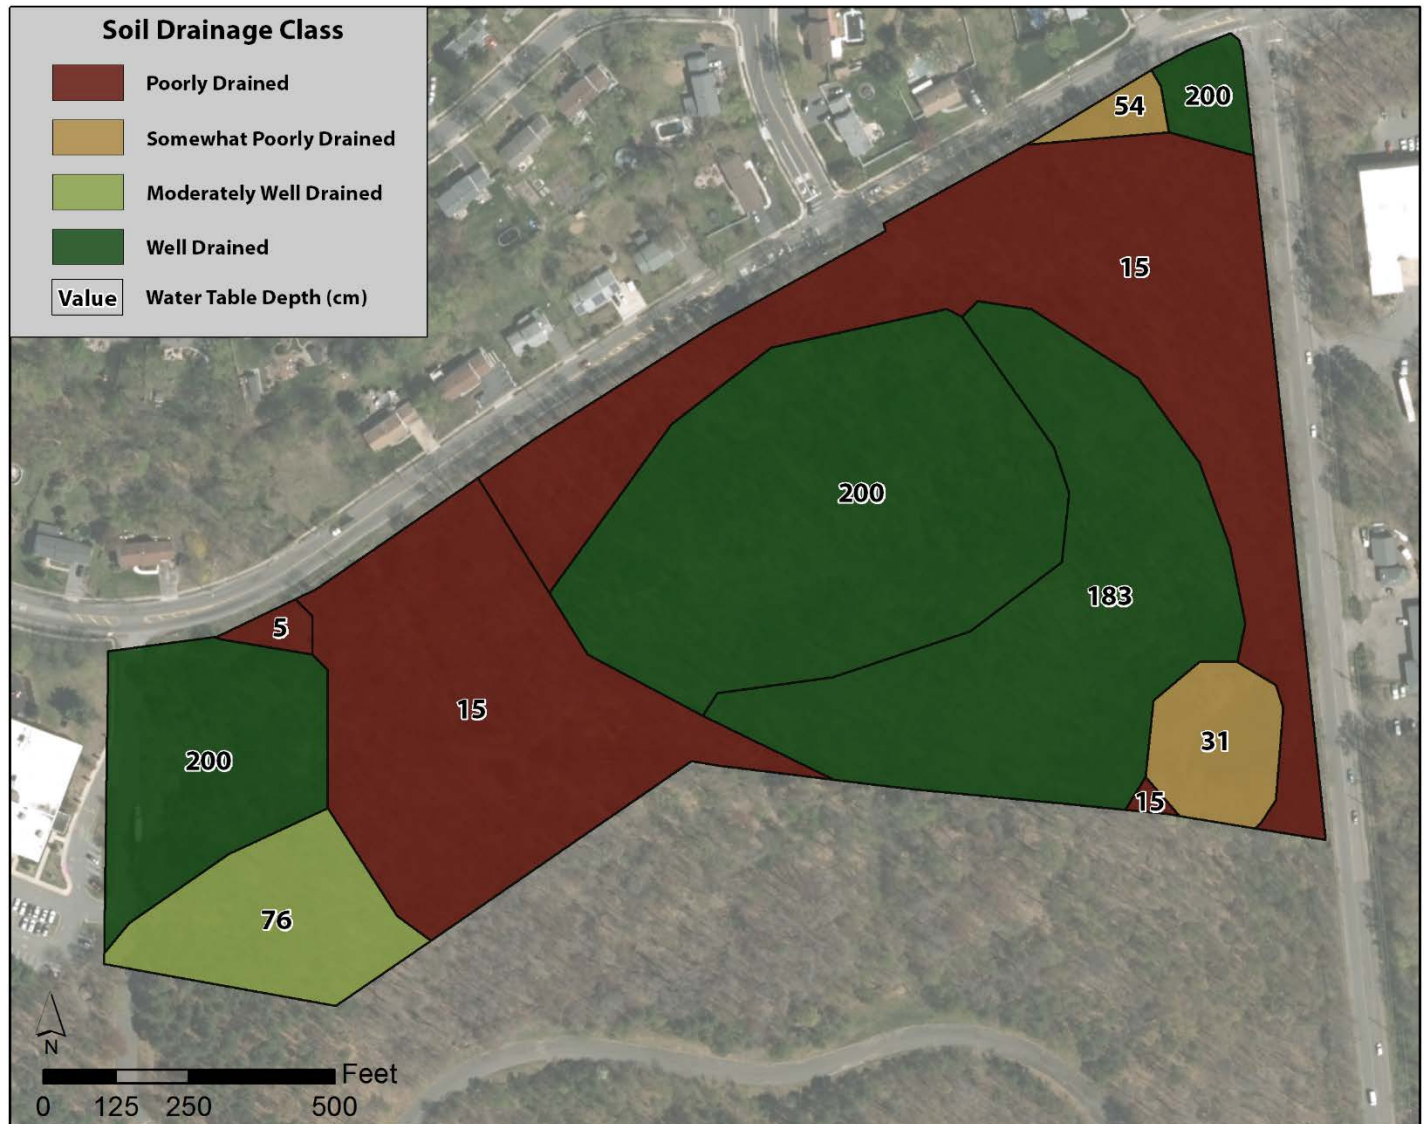 Soil Drainage Class
Poorly Drained
Somewhat Poorly Drained
Moderately Well Drained
Well Drained
Value Water Table Depth (cm)
54
200
15
200
183
5
15
31
200
15
76
N
Feet
0 125 250 500